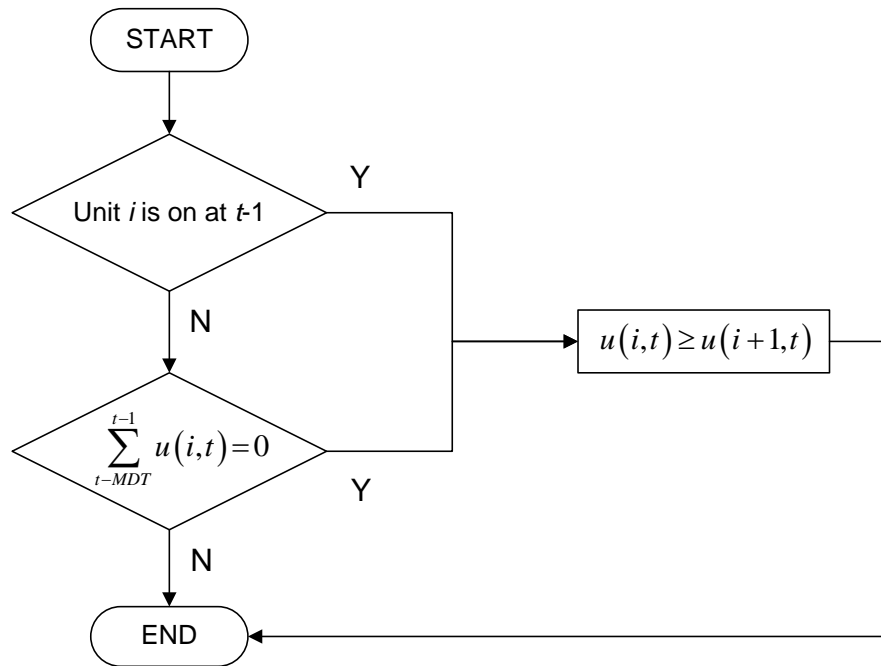 START
Unit i is on at t-1
Y
N
u(i,t) ≥ u(i+1,t)
t−1
∑ u(i,t) = 0
t−MDT
Y
N
END